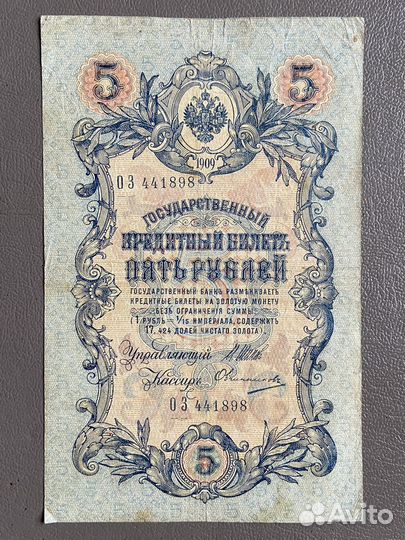 5 5
1909
ОЗ 441898
ГОСУДАРСТВЕННЫЙ
КРЕДИТНЫЙ БИЛЕТЪ
ПЯТЬ РУБЛЕЙ
ГОСУДАРСТВЕННЫЙ БАНКЪ РАЗМѢНИВАЕТЪ
КРЕДИТНЫЕ БИЛЕТЫ НА ЗОЛОТУЮ МОНЕТУ
БЕЗЪ ОГРАНИЧЕНІЯ СУММЫ
(1 РУБЛЬ = 1/15 ИМПЕРІАЛА, СОДЕРЖИТЪ
17,424 ДОЛЕЙ ЧИСТАГО ЗОЛОТА)
Управляющій
Кассиръ
ОЗ 441898
5
Avito